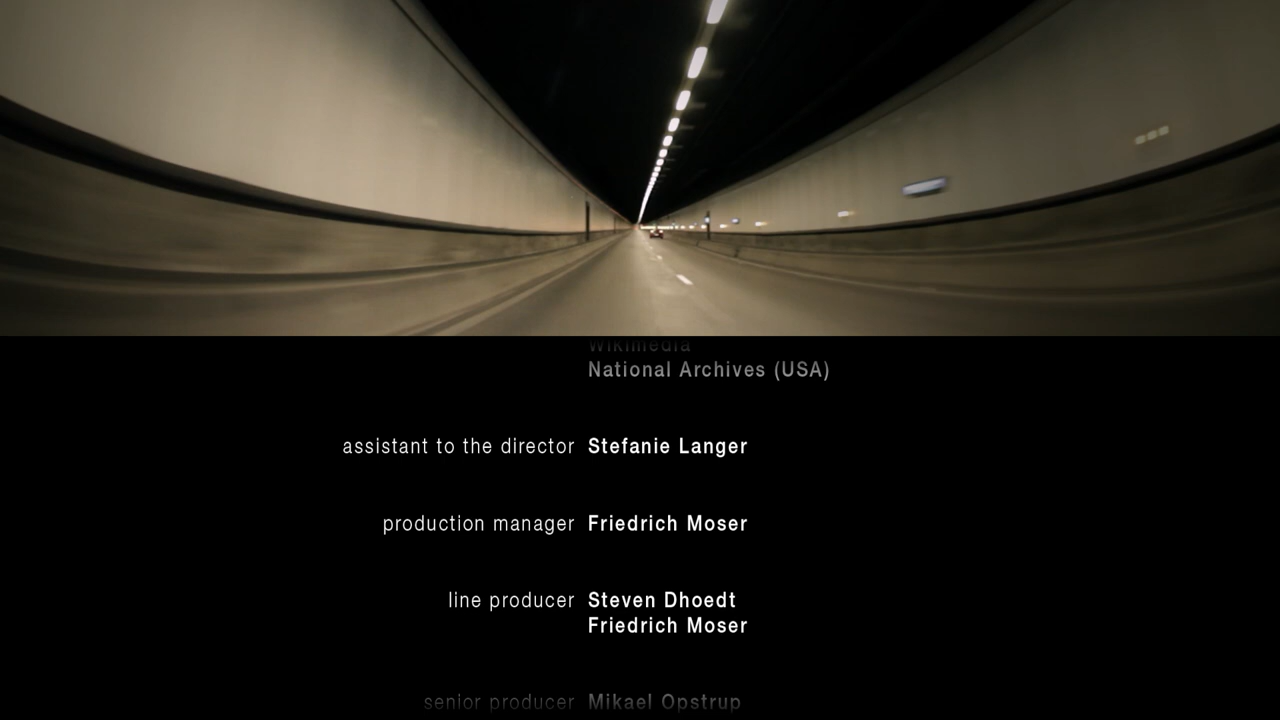 Wikimedia
National Archives (USA)
assistant to the director Stefanie Langer
production manager Friedrich Moser
line producer Steven Dhoedt
Friedrich Moser
senior producer Mikael Opstrup